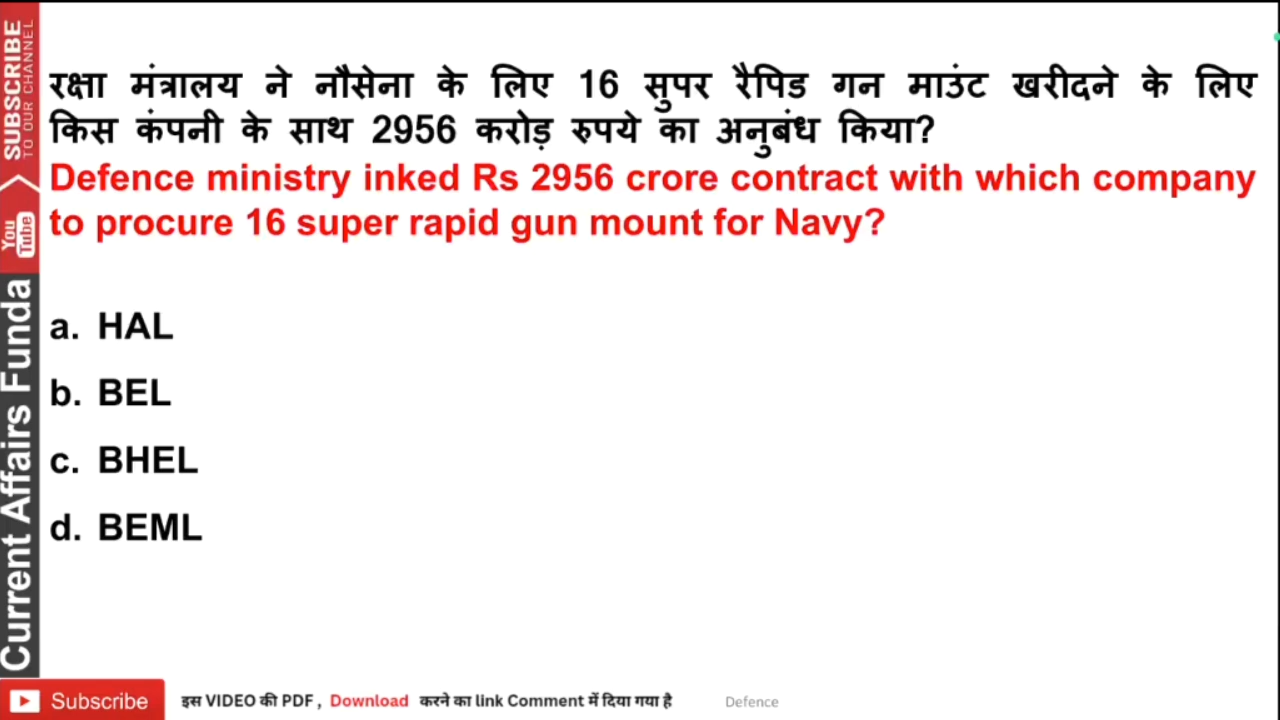 रक्षा मंत्रालय ने नौसेना के लिए 16 सुपर रैपिड गन माउंट खरीदने के लिए
किस कंपनी के साथ 2956 करोड़ रुपये का अनुबंध किया?
Defence ministry inked Rs 2956 crore contract with which company
to procure 16 super rapid gun mount for Navy?
a. HAL
b. BEL
c. BHEL
d. BEML
SUBSCRIBE
TO OUR CHANNEL
You Tube
Current Affairs Funda
Subscribe
इस VIDEO की PDF , Download करने का link Comment में दिया गया है
Defence